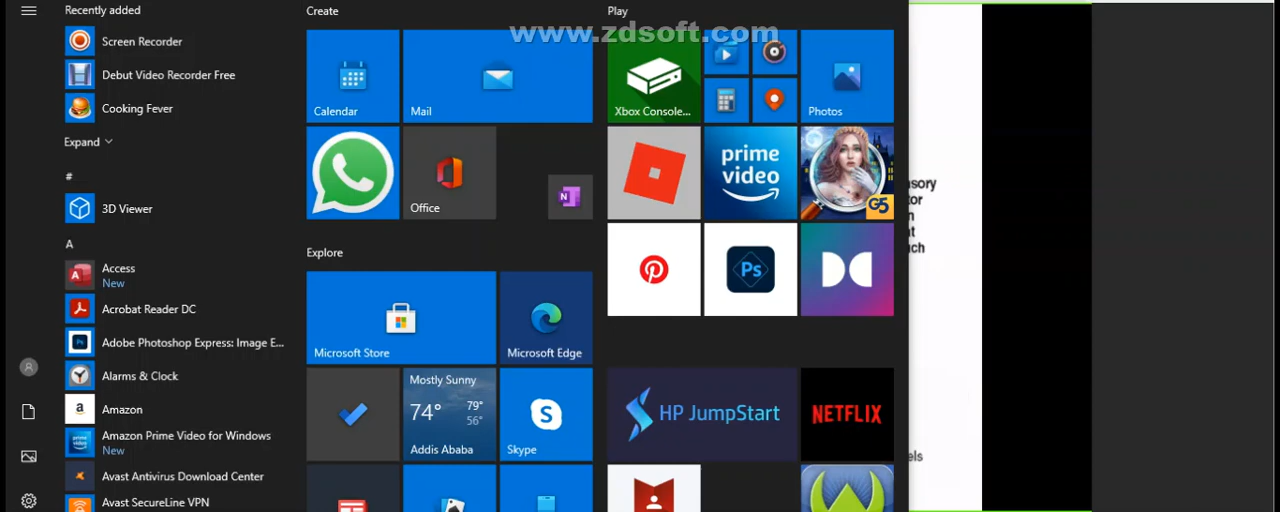 Recently added
Screen Recorder
Debut Video Recorder Free
Cooking Fever
Expand
#
3D Viewer
A
Access
New
Acrobat Reader DC
Adobe Photoshop Express: Image E...
Alarms & Clock
Amazon
Amazon Prime Video for Windows
New
Avast Antivirus Download Center
Avast SecureLine VPN
Create
Calendar
Mail
Office
Explore
Microsoft Store
Microsoft Edge
Mostly Sunny
74° 79°
56°
Addis Ababa
Skype
Play
www.zdsoft.com
Xbox Console...
Photos
prime video
G5
Ps
HP JumpStart
NETFLIX